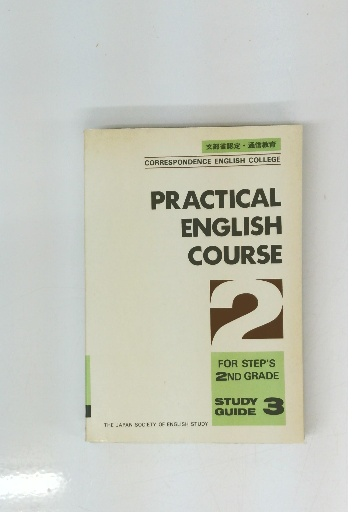 文部省認定・通信教育
CORRESPONDENCE ENGLISH COLLEGE
PRACTICAL
ENGLISH
COURSE
2
FOR STEP'S
2ND GRADE
STUDY
GUIDE 3
THE JAPAN SOCIETY OF ENGLISH STUDY